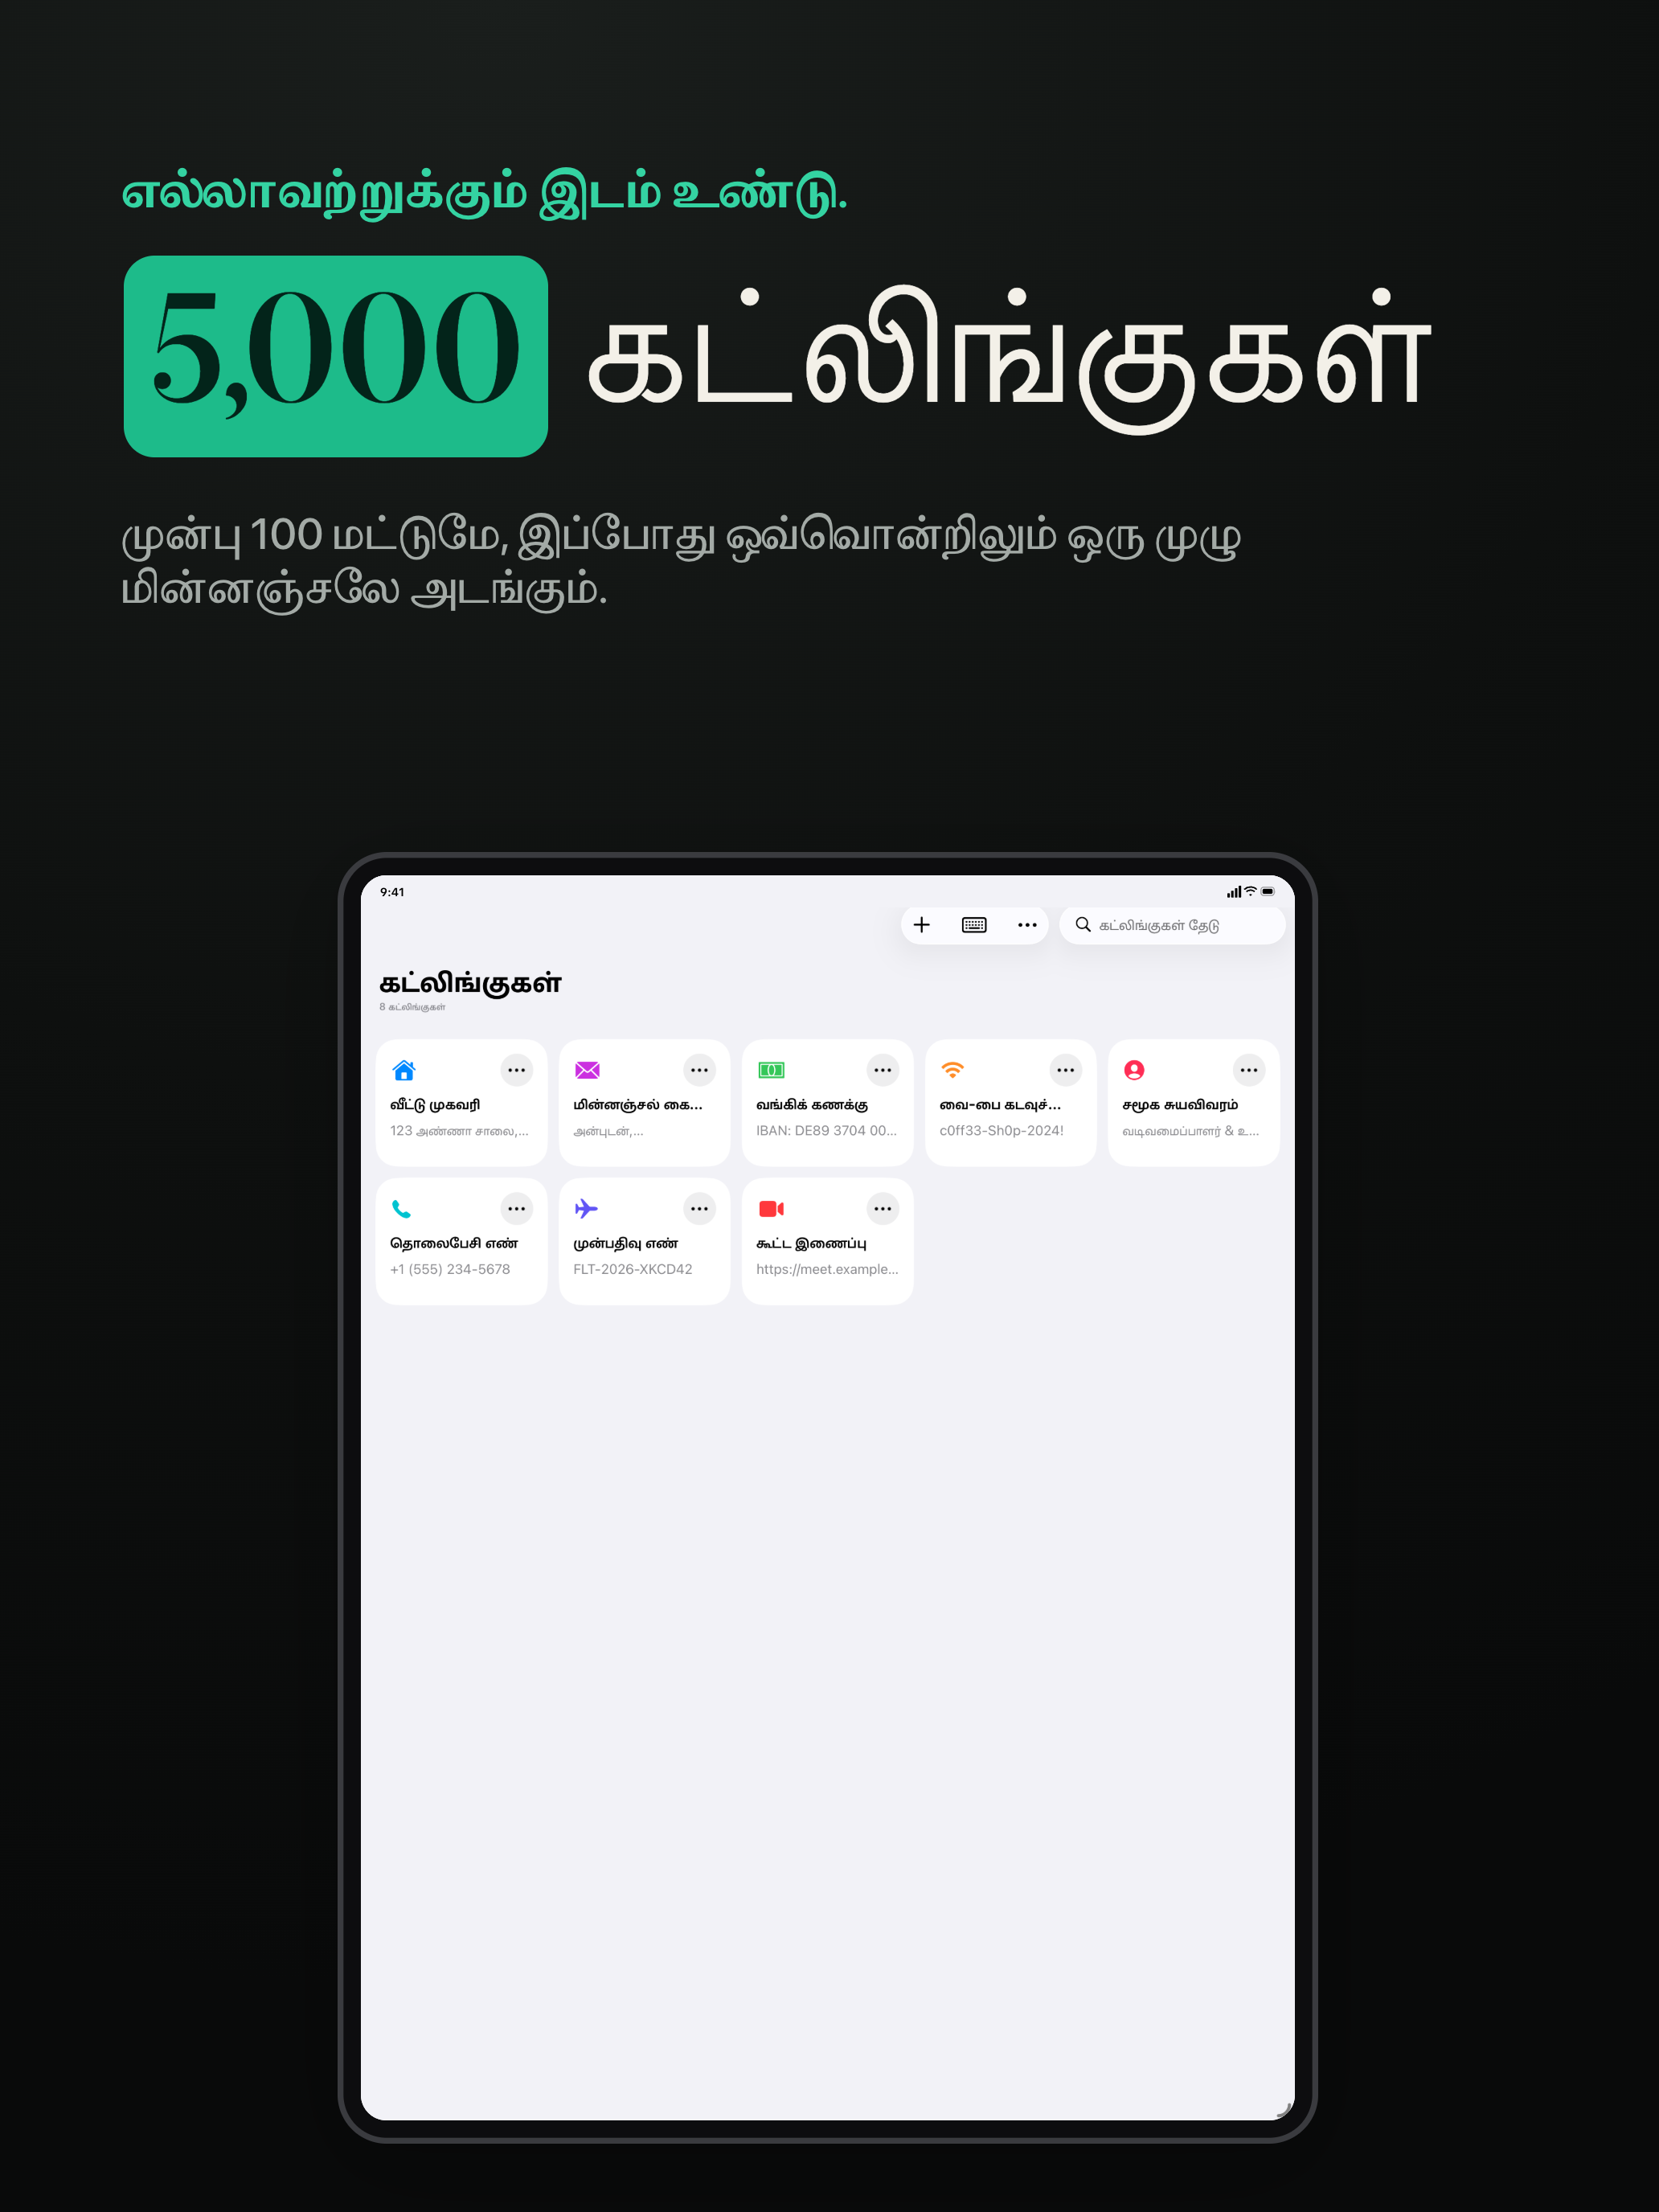 எல்லாவற்றுக்கும் இடம் உண்டு.
5,000 கட்லிங்குகள்
முன்பு 100 மட்டுமே, இப்போது ஒவ்வொன்றிலும் ஒரு முழு
மின்னஞ்சலே அடங்கும்.
9:41
கட்லிங்குகள் தேடு
கட்லிங்குகள்
8 கட்லிங்குகள்
வீட்டு முகவரி
123 அண்ணா சாலை,...
மின்னஞ்சல் கை...
அன்புடன்,...
வங்கிக் கணக்கு
IBAN: DE89 3704 00...
வை-பை கடவுச்...
c0ff33-Sh0p-2024!
சமூக சுயவிவரம்
வடிவமைப்பாளர் & உ...
தொலைபேசி எண்
+1 (555) 234-5678
முன்பதிவு எண்
FLT-2026-XKCD42
கூட்ட இணைப்பு
https://meet.example...